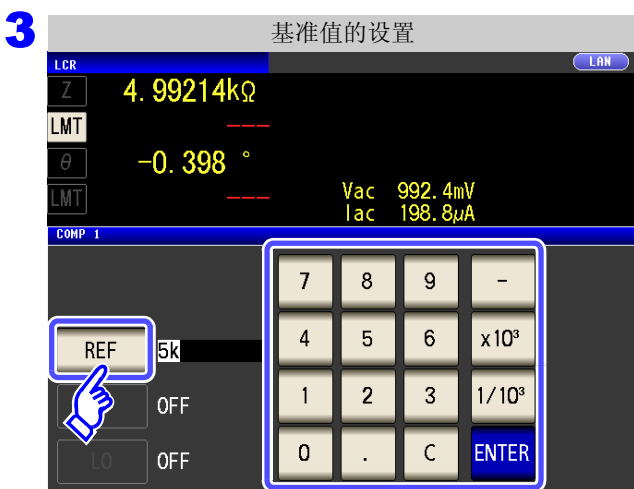 3 基准值的设置
LCR LAN
Z 4.99214kΩ
LMT ---
θ -0.398 °
LMT ---
Vac 992.4mV
Iac 198.8μA
COMP 1
7 8 9 -
4 5 6 x10³
REF 5k
1 2 3 1/10³
OFF
0 . C ENTER
LO OFF